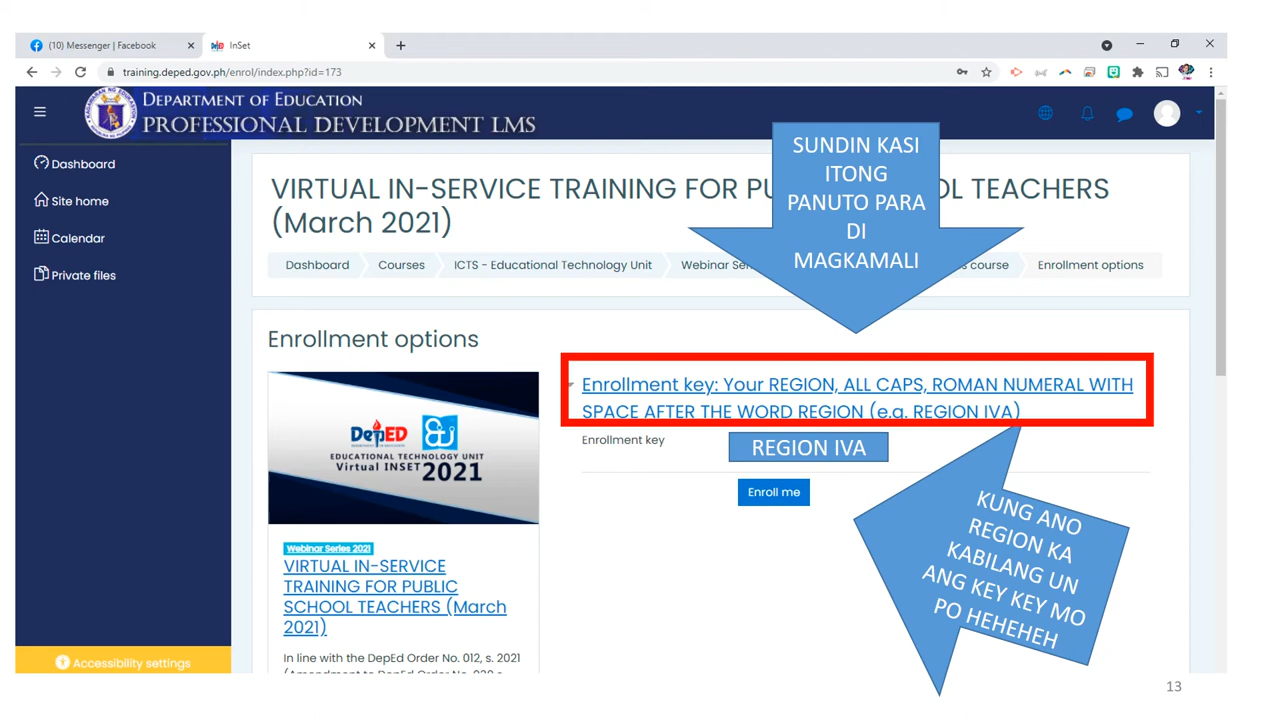 (10) Messenger | Facebook
InSet
training.deped.gov.ph/enrol/index.php?id=173
DEPARTMENT OF EDUCATION
PROFESSIONAL DEVELOPMENT LMS
Dashboard
Site home
Calendar
Private files
Accessibility settings
SUNDIN KASI
ITONG
PANUTO PARA
DI
MAGKAMALI
VIRTUAL IN-SERVICE TRAINING FOR PU OL TEACHERS
(March 2021)
Dashboard Courses ICTS - Educational Technology Unit Webinar Se course Enrollment options
Enrollment options
Enrollment key: Your REGION, ALL CAPS, ROMAN NUMERAL WITH
SPACE AFTER THE WORD REGION (e.g. REGION IVA)
Enrollment key
REGION IVA
Enroll me
KUNG ANO
REGION KA
KABILANG UN
ANG KEY KEY MO
PO HEHEHEH
DepED
DEPARTMENT OF EDUCATION
EDUCATIONAL TECHNOLOGY UNIT
Virtual INSET 2021
Webinar Series 2021
VIRTUAL IN-SERVICE
TRAINING FOR PUBLIC
SCHOOL TEACHERS (March
2021)
In line with the DepEd Order No. 012, s. 2021
13